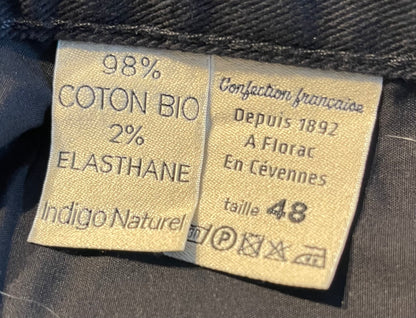 98%
COTON BIO
2%
ELASTHANE
Indigo Naturel
Confection française
Depuis 1892
A Florac
En Cévennes
taille 48
P